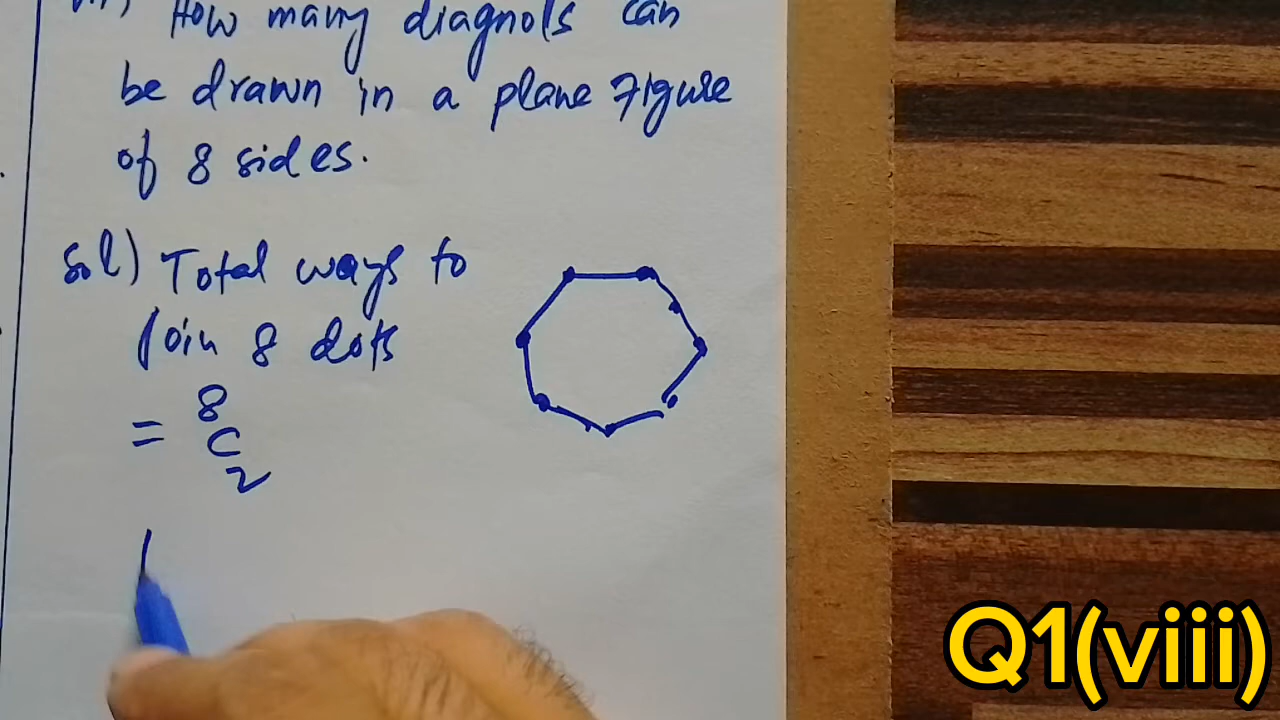 How many diagnols can
be drawn in a plane Figure
of 8 sides.
Sol) Total ways to
Join 8 dots
= ⁸C₂
Q1(viii)